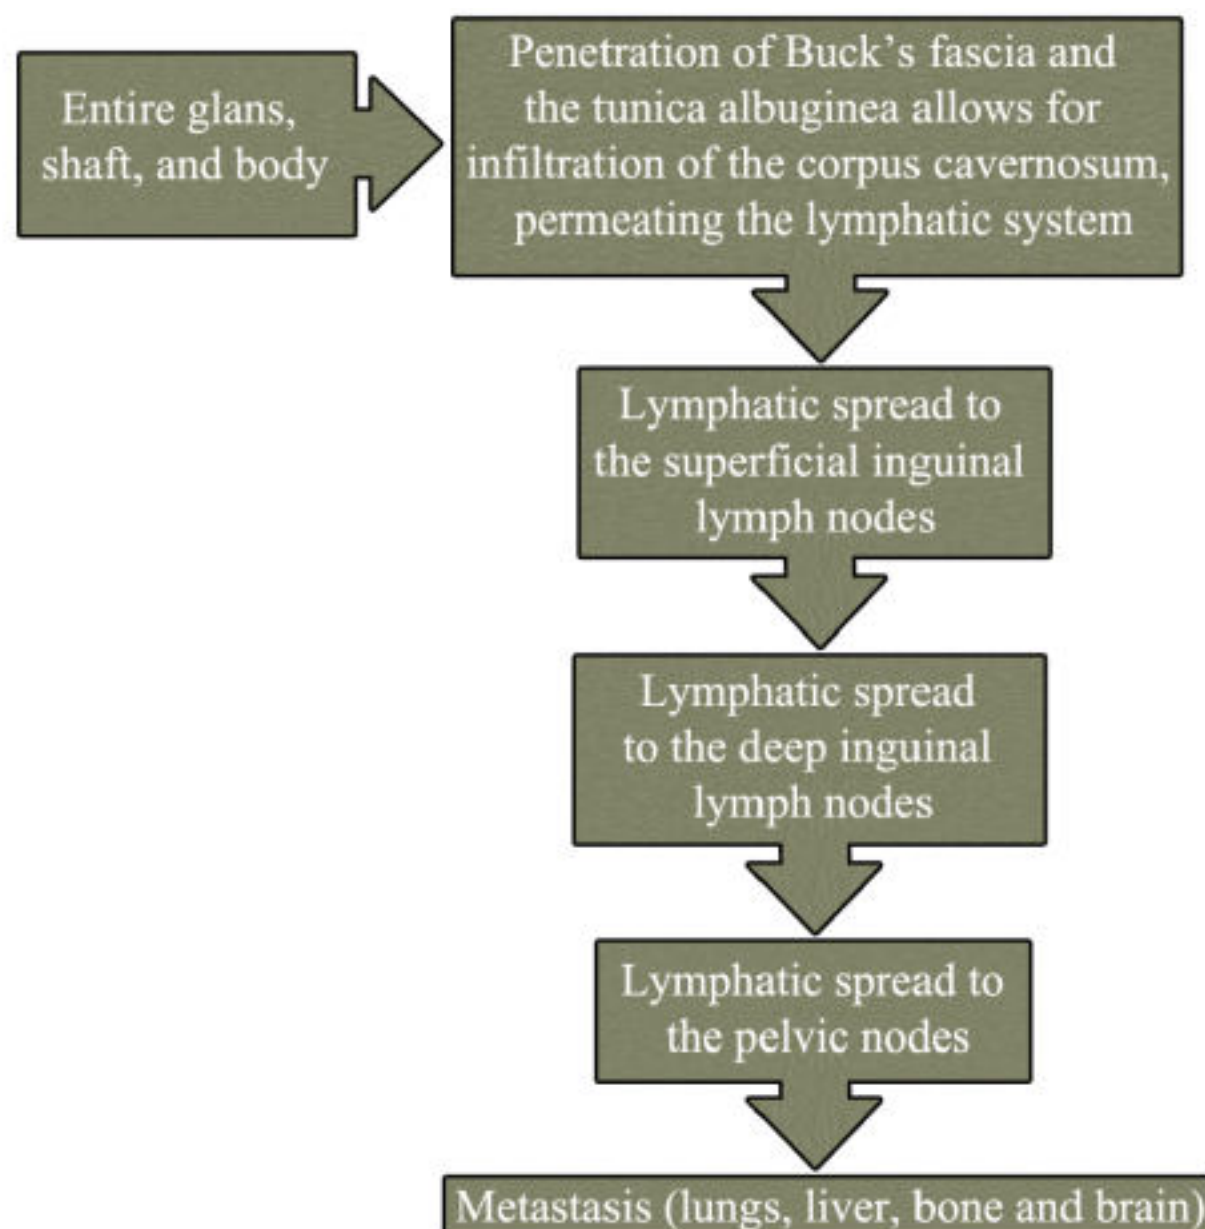 Entire glans,
shaft, and body
Penetration of Buck's fascia and
the tunica albuginea allows for
infiltration of the corpus cavernosum,
permeating the lymphatic system
Lymphatic spread to
the superficial inguinal
lymph nodes
Lymphatic spread
to the deep inguinal
lymph nodes
Lymphatic spread to
the pelvic nodes
Metastasis (lungs, liver, bone and brain)